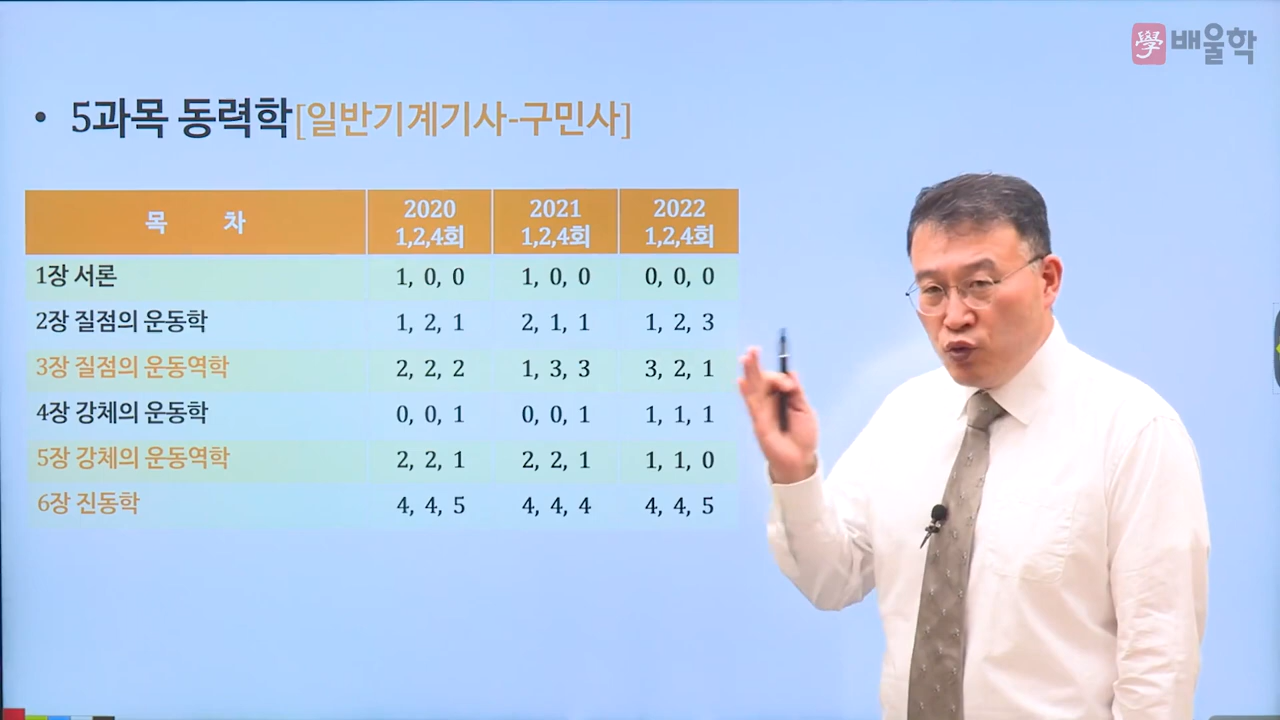 學 배울학
• 5과목 동력학[일반기계기사-구민사]
목 차 2020 1,2,4회 2021 1,2,4회 2022 1,2,4회
1장 서론 1, 0, 0 1, 0, 0 0, 0, 0
2장 질점의 운동학 1, 2, 1 2, 1, 1 1, 2, 3
3장 질점의 운동역학 2, 2, 2 1, 3, 3 3, 2, 1
4장 강체의 운동학 0, 0, 1 0, 0, 1 1, 1, 1
5장 강체의 운동역학 2, 2, 1 2, 2, 1 1, 1, 0
6장 진동학 4, 4, 5 4, 4, 4 4, 4, 5